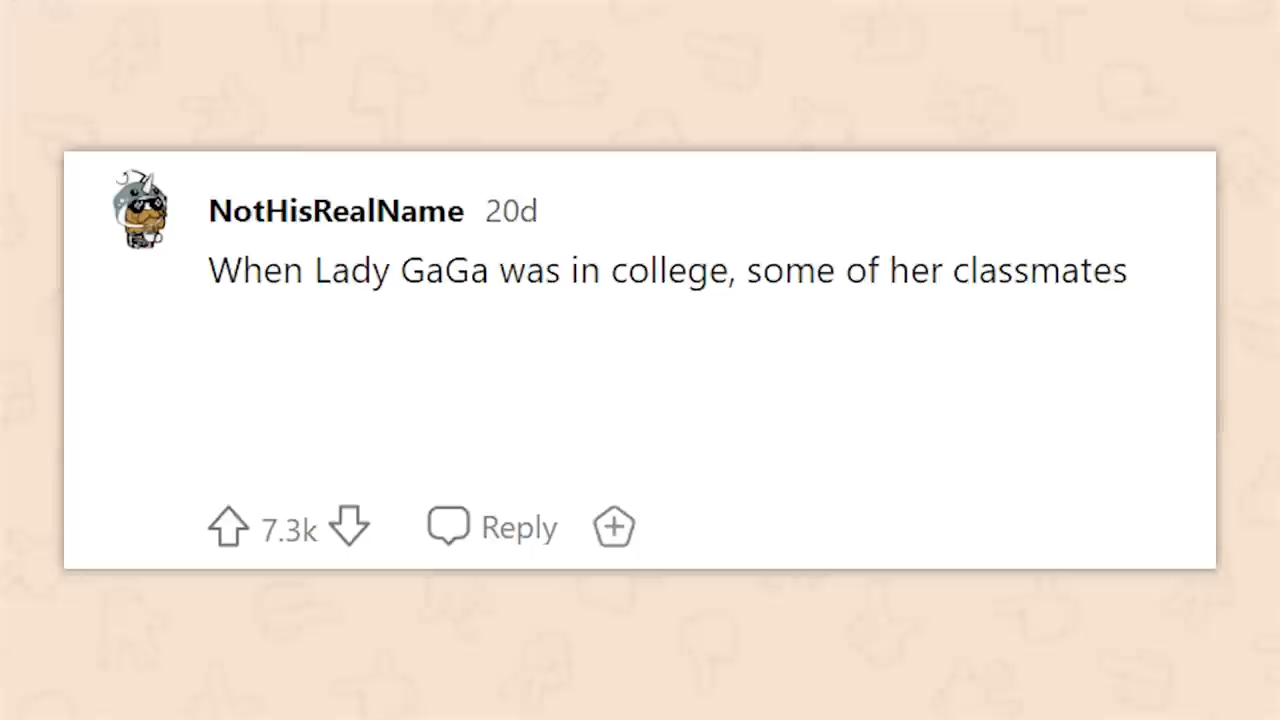 NotHisRealName 20d
When Lady GaGa was in college, some of her classmates
7.3k Reply